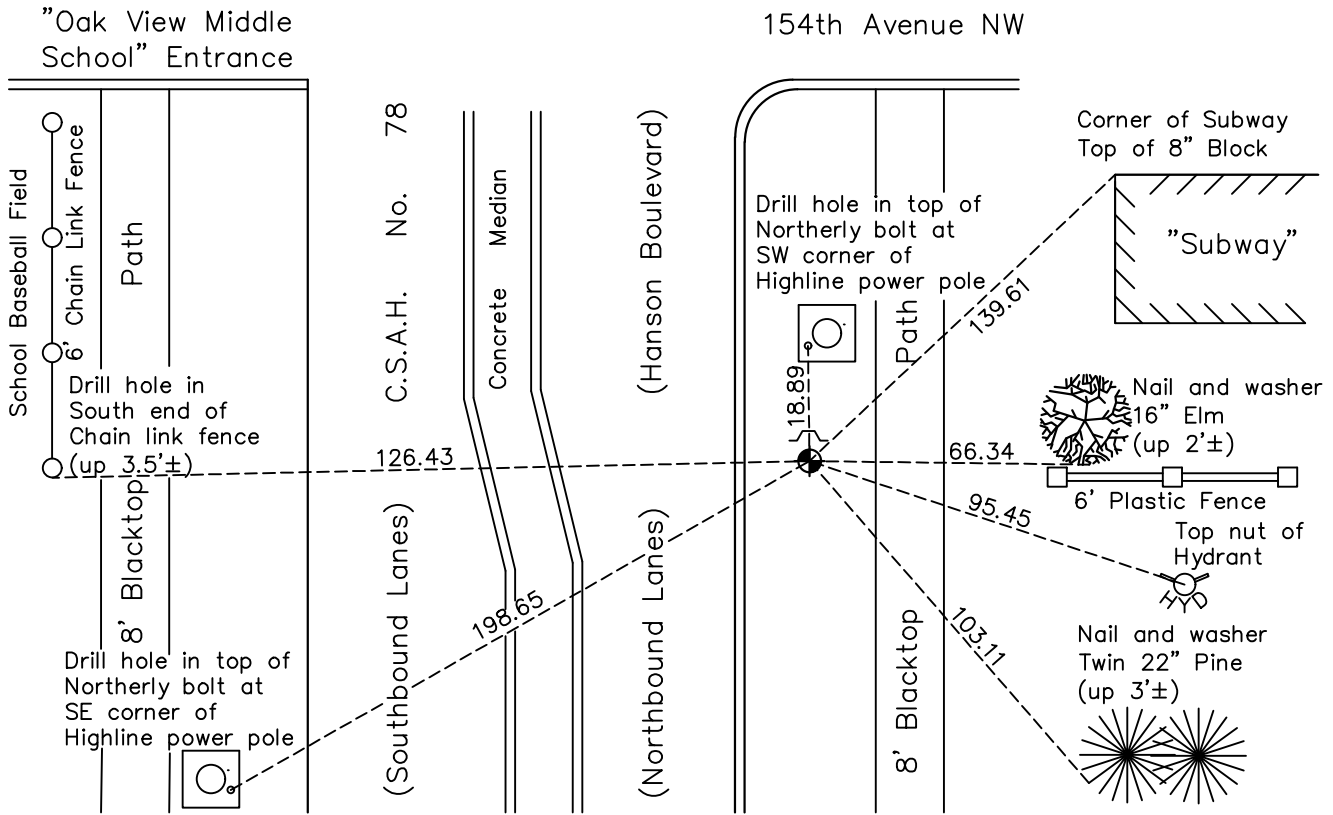 "Oak View Middle
School" Entrance
154th Avenue NW
School Baseball Field
6' Chain Link Fence
Path
8' Blacktop
C.S.A.H. No. 78
(Southbound Lanes)
Concrete Median
(Hanson Boulevard)
(Northbound Lanes)
Drill hole in top of
Northerly bolt at
SW corner of
Highline power pole
18.89
Path
8' Blacktop
139.61
Corner of Subway
Top of 8" Block
"Subway"
Drill hole in
South end of
Chain link fence
(up 3.5'±)
126.43
66.34
Nail and washer
16" Elm
(up 2'±)
6' Plastic Fence
95.45
Top nut of
Hydrant
HYD
198.65
103.11
Nail and washer
Twin 22" Pine
(up 3'±)
Drill hole in top of
Northerly bolt at
SE corner of
Highline power pole